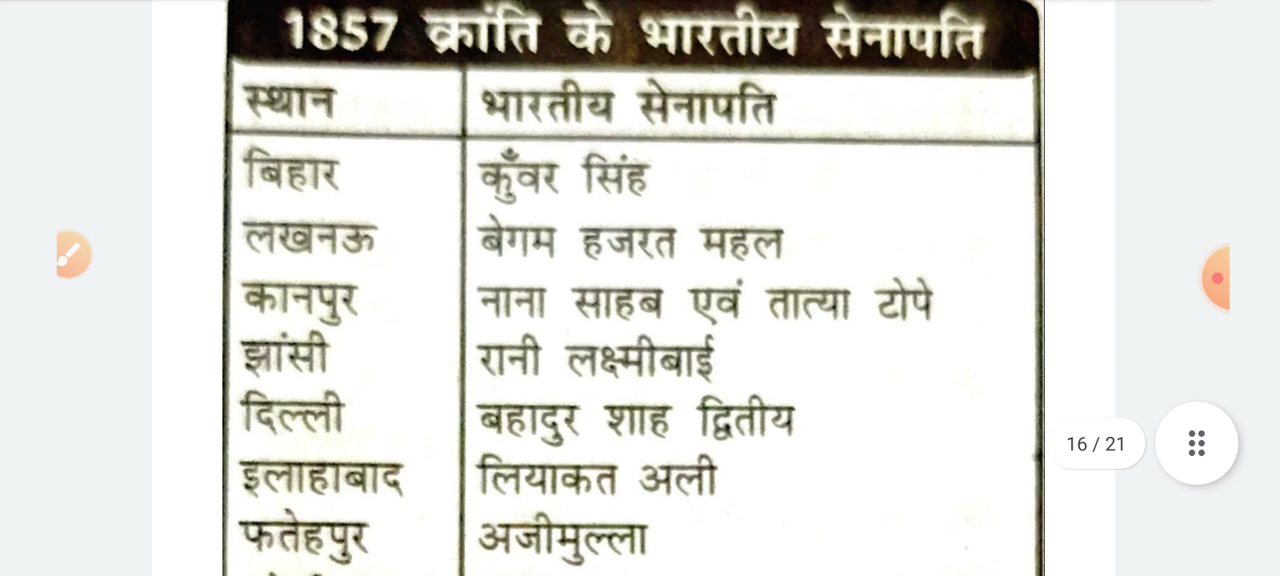 1857 क्रांति के भारतीय सेनापति
स्थान भारतीय सेनापति
बिहार कुँवर सिंह
लखनऊ बेगम हजरत महल
कानपुर नाना साहब एवं तात्या टोपे
झांसी रानी लक्ष्मीबाई
दिल्ली बहादुर शाह द्वितीय
16 / 21
इलाहाबाद लियाकत अली
फतेहपुर अजीमुल्ला